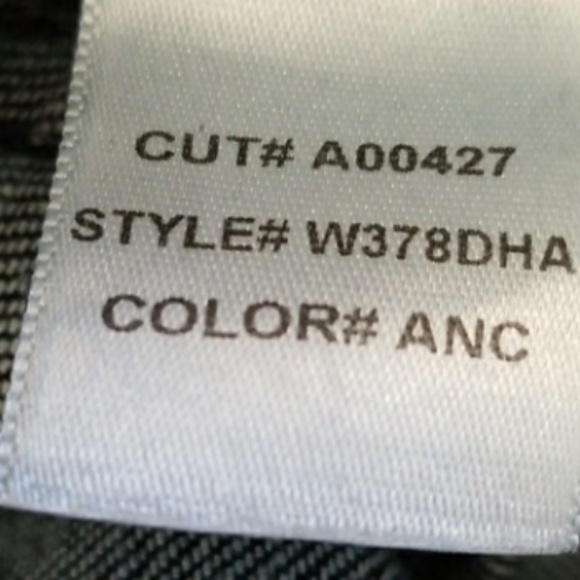 CUT# A00427
STYLE# W378DHA
COLOR# ANC